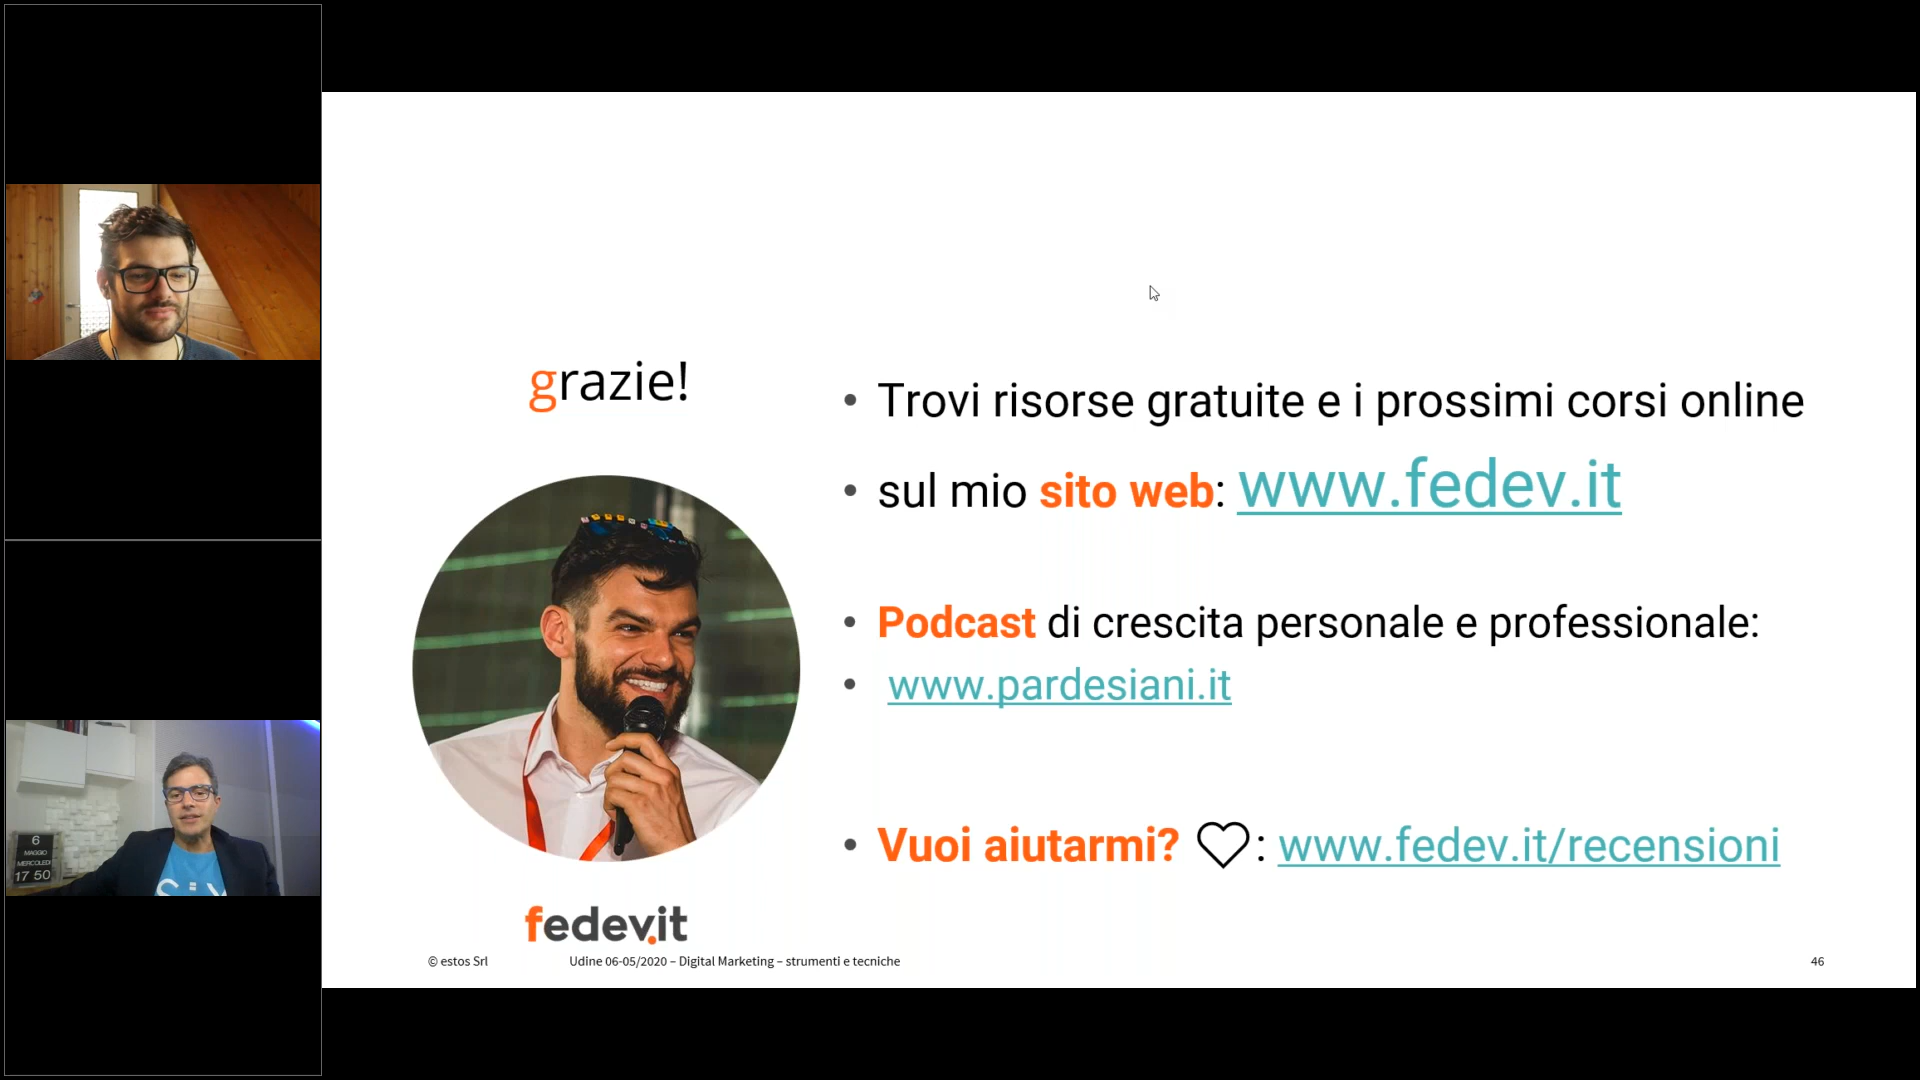 grazie!
• Trovi risorse gratuite e i prossimi corsi online
• sul mio sito web: www.fedev.it
• Podcast di crescita personale e professionale:
• www.pardesiani.it
• Vuoi aiutarmi? ♡: www.fedev.it/recensioni
fedev.it
© estos Srl
Udine 06-05/2020 – Digital Marketing – strumenti e tecniche
46
6
MAGGIO
MERCOLEDÌ
17 50